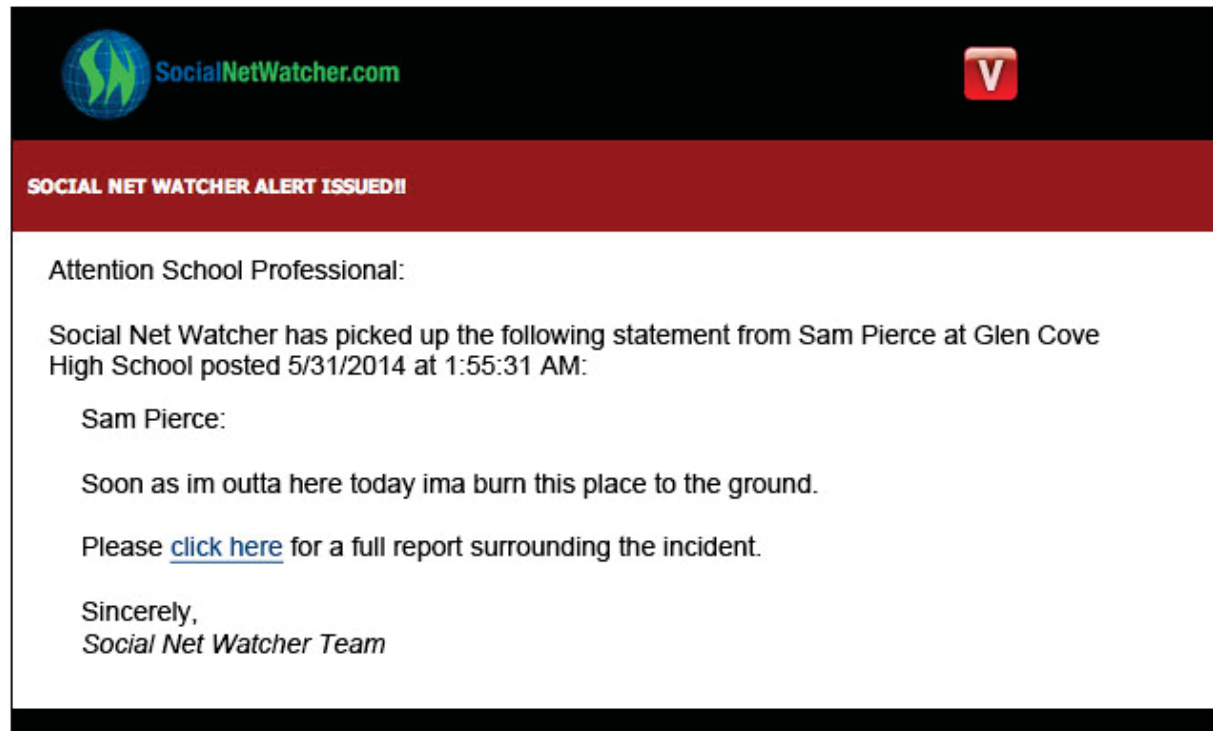 SN SocialNetWatcher.com
V
SOCIAL NET WATCHER ALERT ISSUED!!
Attention School Professional:
Social Net Watcher has picked up the following statement from Sam Pierce at Glen Cove
High School posted 5/31/2014 at 1:55:31 AM:
Sam Pierce:
Soon as im outta here today ima burn this place to the ground.
Please click here for a full report surrounding the incident.
Sincerely,
Social Net Watcher Team